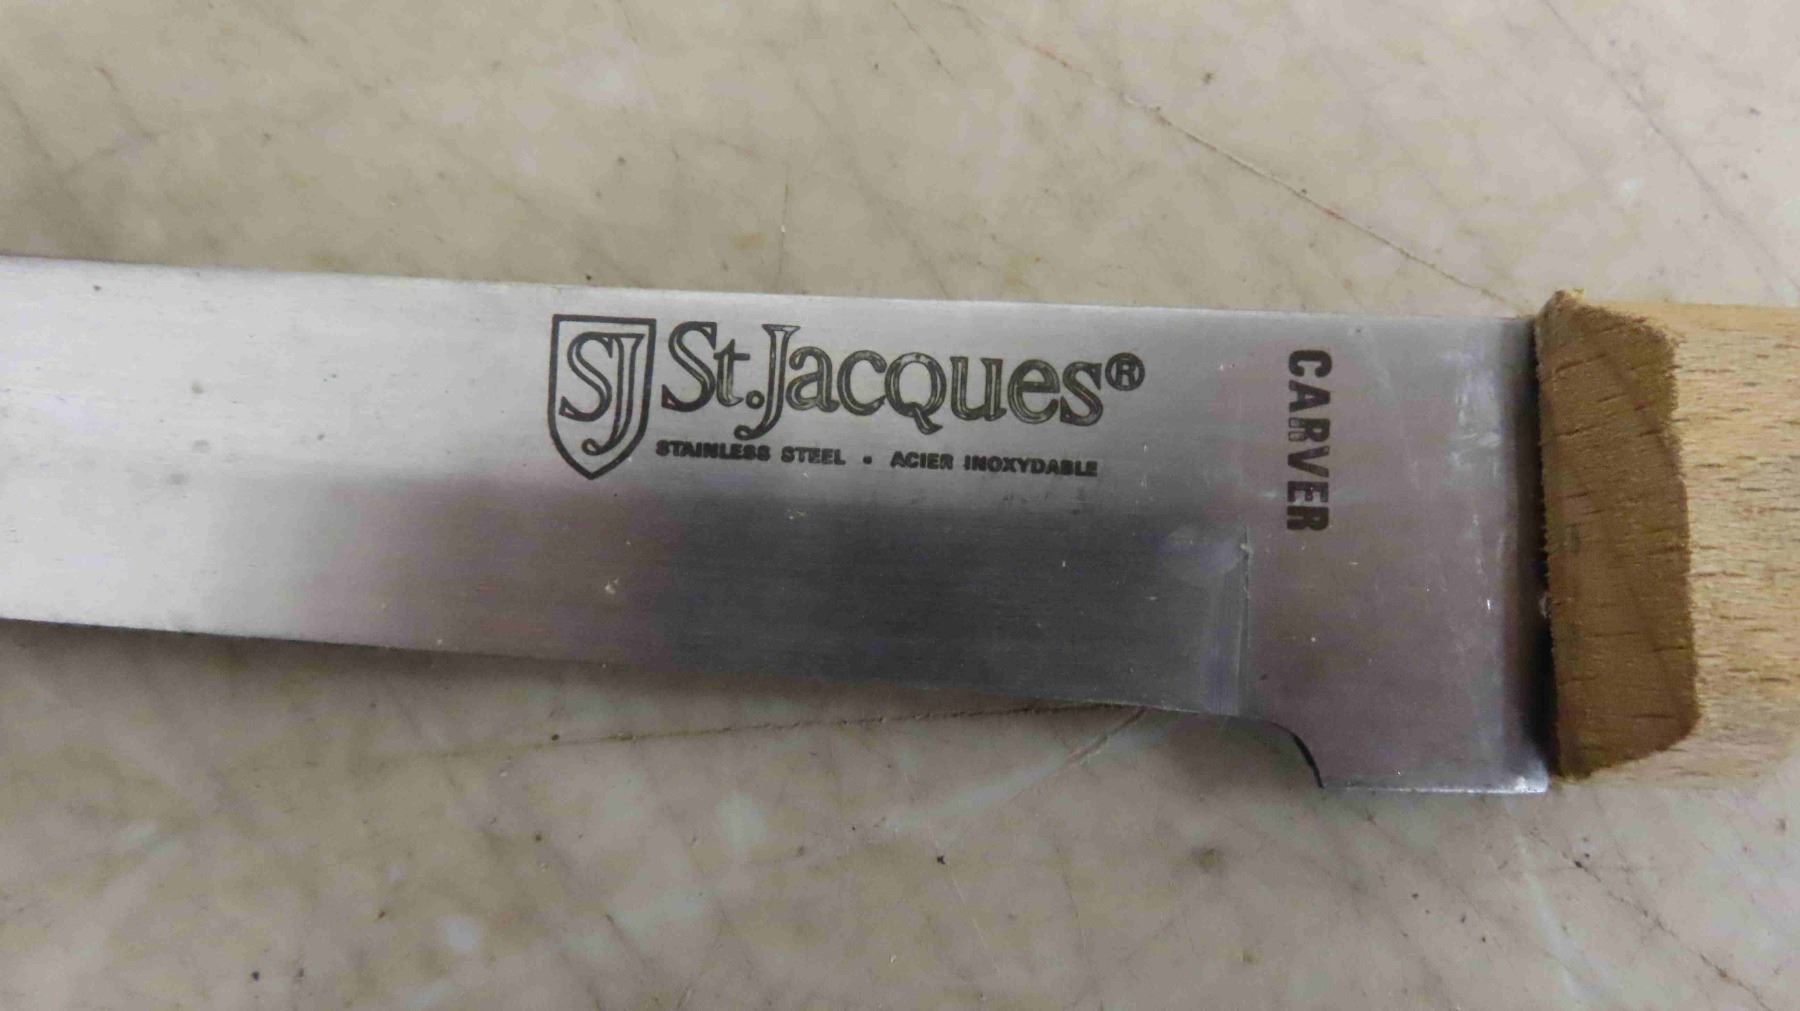 SJ St.Jacques®
STAINLESS STEEL • ACIER INOXYDABLE
CARVER